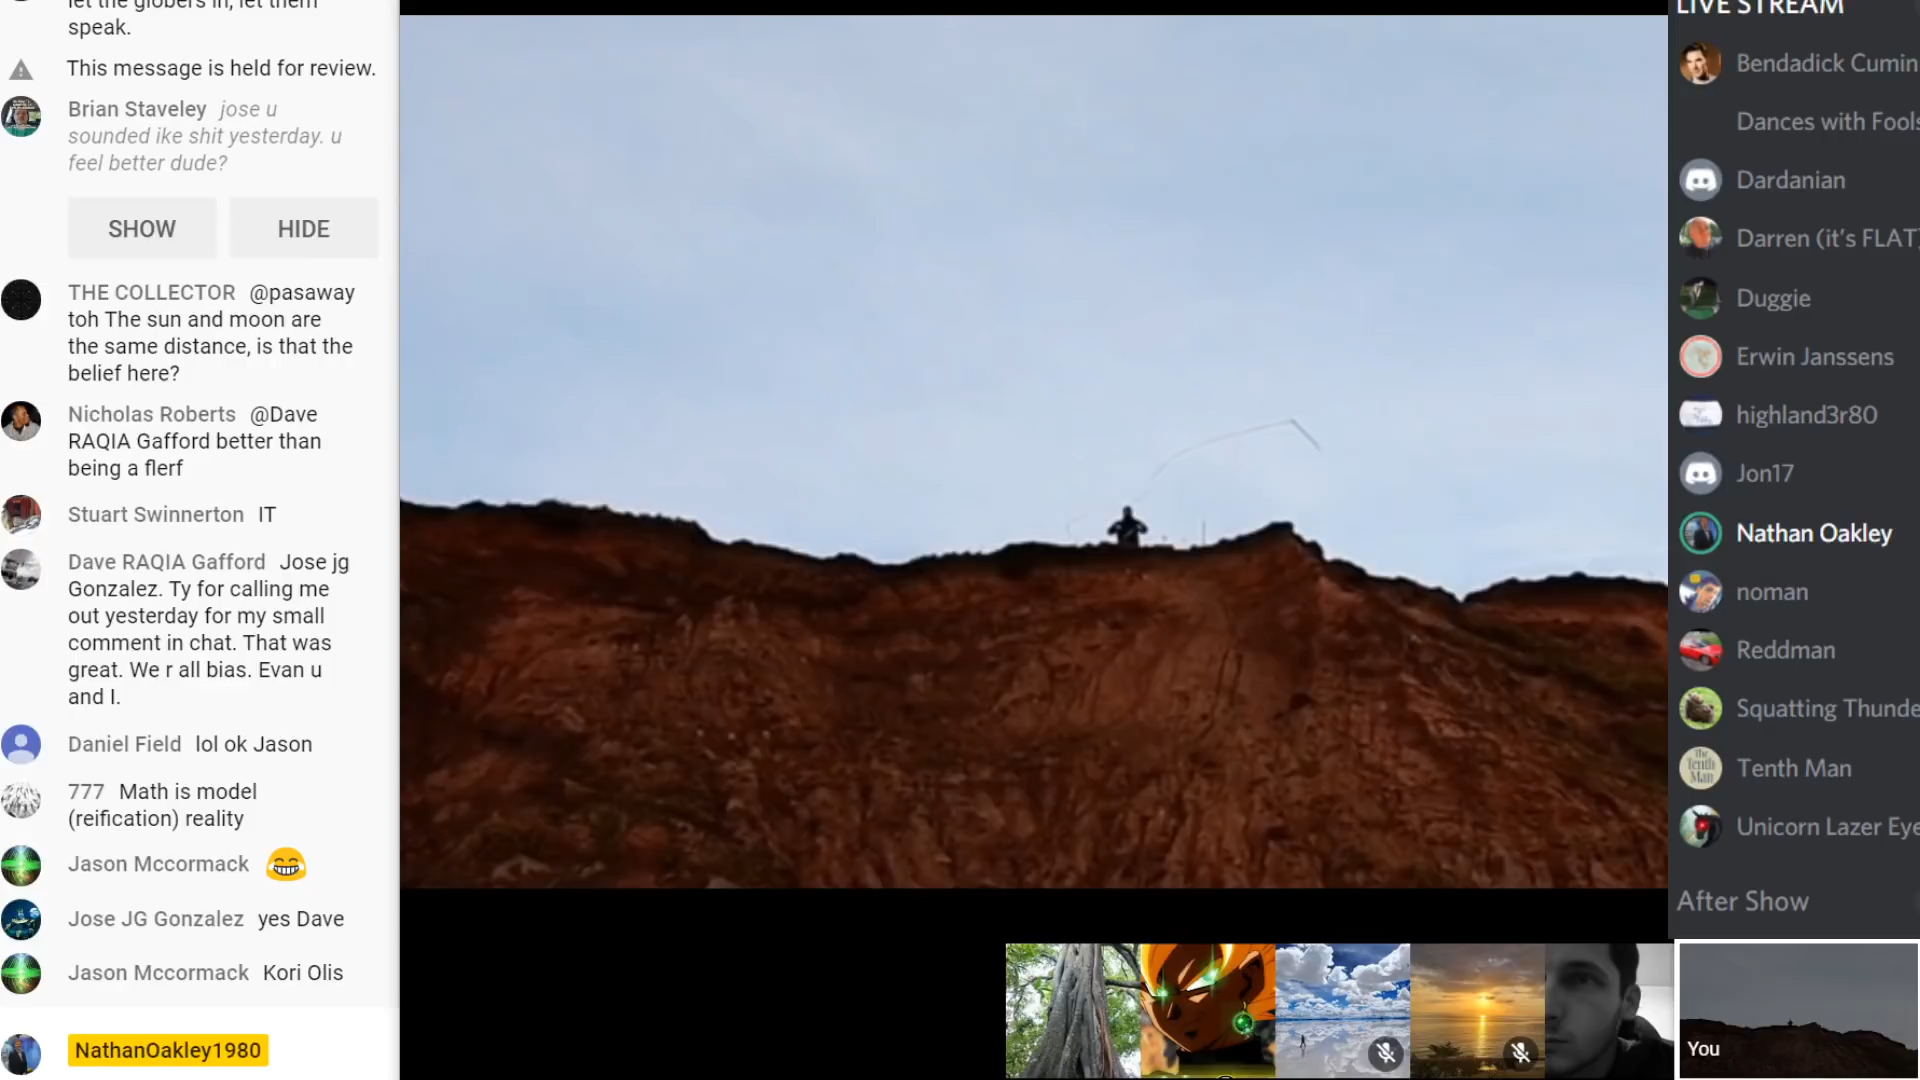 let the globers in, let them
speak.
This message is held for review.
Brian Staveley jose u
sounded ike shit yesterday. u
feel better dude?
SHOW HIDE
THE COLLECTOR @pasaway
toh The sun and moon are
the same distance, is that the
belief here?
Nicholas Roberts @Dave
RAQIA Gafford better than
being a flerf
Stuart Swinnerton IT
Dave RAQIA Gafford Jose jg
Gonzalez. Ty for calling me
out yesterday for my small
comment in chat. That was
great. We r all bias. Evan u
and I.
Daniel Field lol ok Jason
777 Math is model
(reification) reality
Jason Mccormack 😂
Jose JG Gonzalez yes Dave
Jason Mccormack Kori Olis
NathanOakley1980
LIVE STREAM
Bendadick Cumin
Dances with Fools
Dardanian
Darren (it's FLAT)
Duggie
Erwin Janssens
highland3r80
Jon17
Nathan Oakley
noman
Reddman
Squatting Thunde
The
Tenth
Man
Tenth Man
Unicorn Lazer Eye
After Show
You